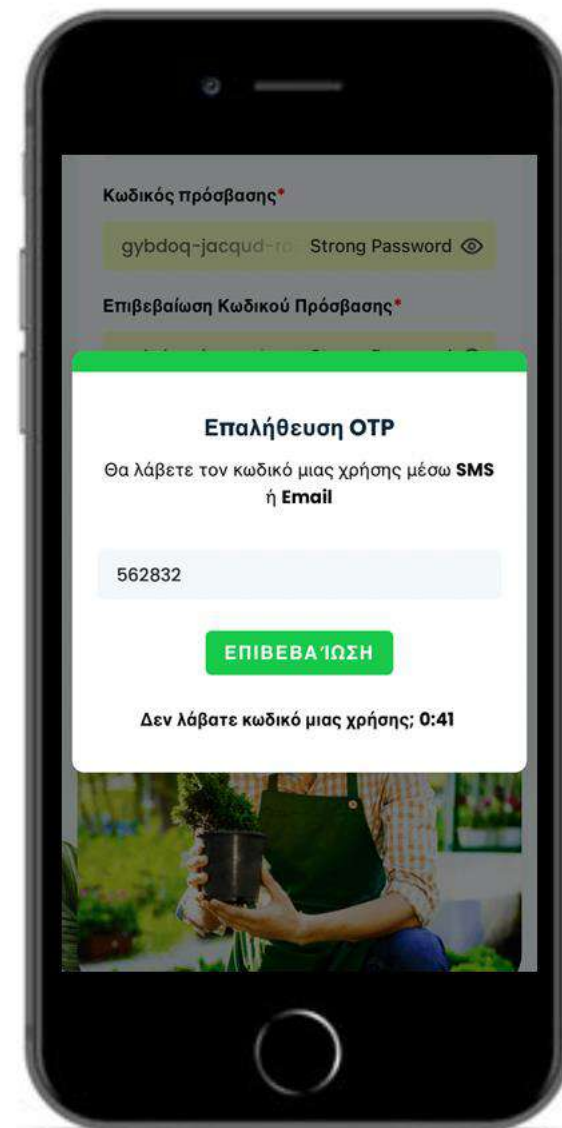 Κωδικός πρόσβασης*
gybdoq-jacqud-ro Strong Password
Επιβεβαίωση Κωδικού Πρόσβασης*
Επαλήθευση OTP
Θα λάβετε τον κωδικό μιας χρήσης μέσω SMS
ή Email
562832
ΕΠΙΒΕΒΑΊΩΣΗ
Δεν λάβατε κωδικό μιας χρήσης; 0:41